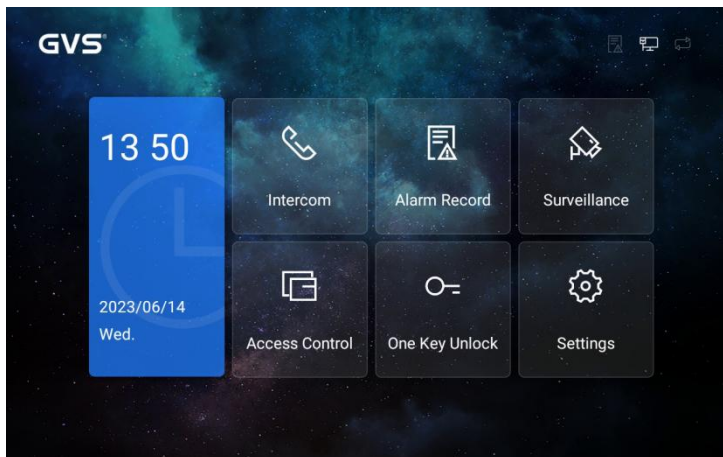 GVS
13 50
2023/06/14
Wed.
Intercom
Alarm Record
Surveillance
Access Control
One Key Unlock
Settings